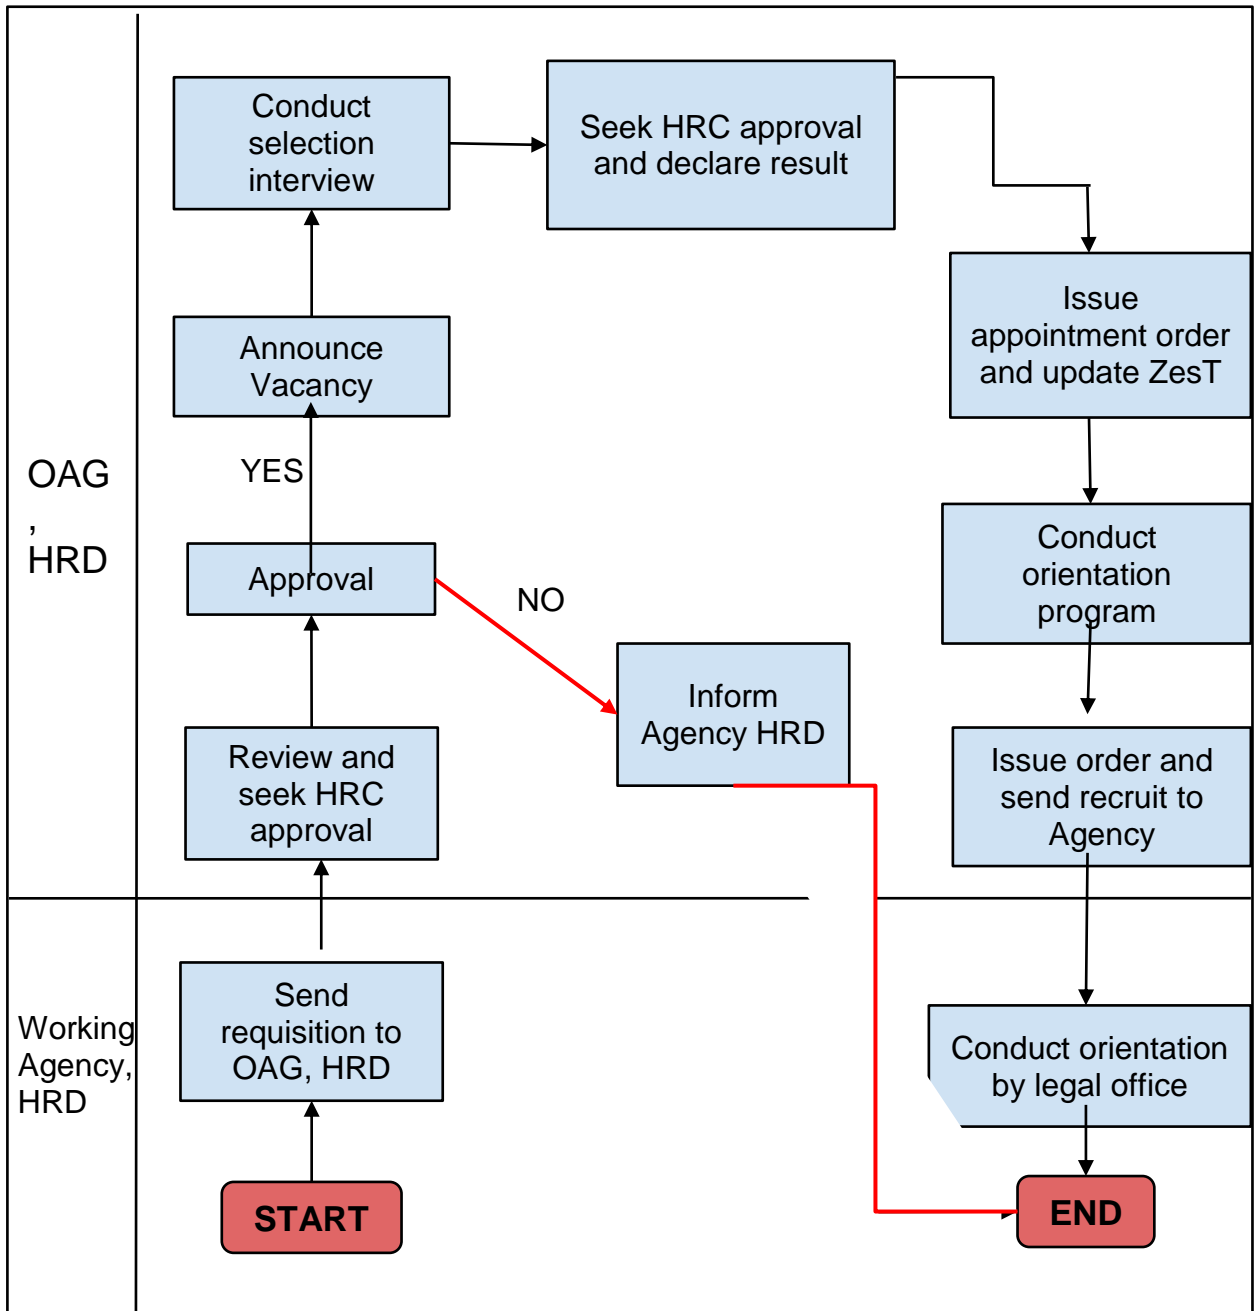 Conduct
selection
interview
Seek HRC approval
and declare result
Issue
appointment order
and update ZesT
Announce
Vacancy
YES
OAG
,
HRD
Approval
NO
Conduct
orientation
program
Inform
Agency HRD
Review and
seek HRC
approval
Issue order and
send recruit to
Agency
Working
Agency,
HRD
Send
requisition to
OAG, HRD
Conduct orientation
by legal office
START
END